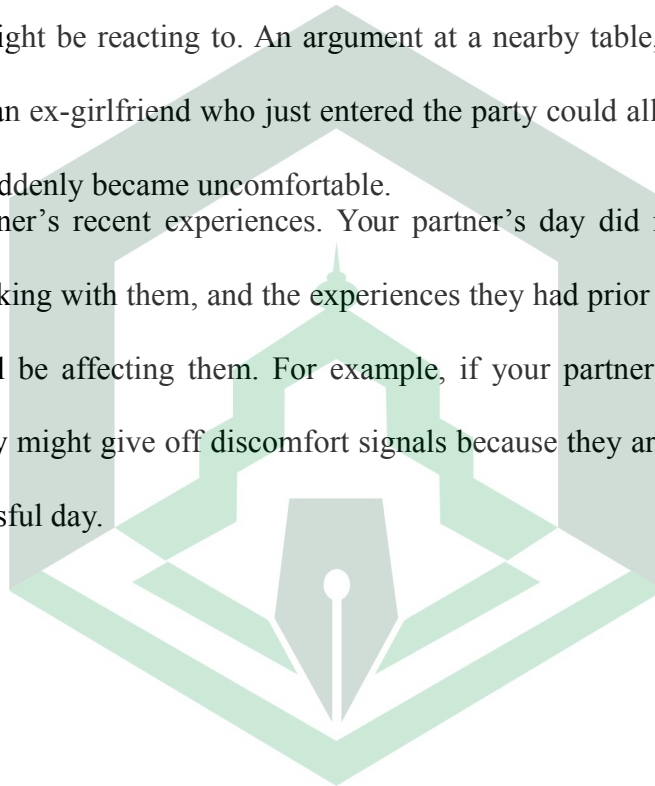 ight be reacting to. An argument at a nearby table,
an ex-girlfriend who just entered the party could all
uddenly became uncomfortable.
ner’s recent experiences. Your partner’s day did
king with them, and the experiences they had prior
l be affecting them. For example, if your partner
y might give off discomfort signals because they ar
sful day.